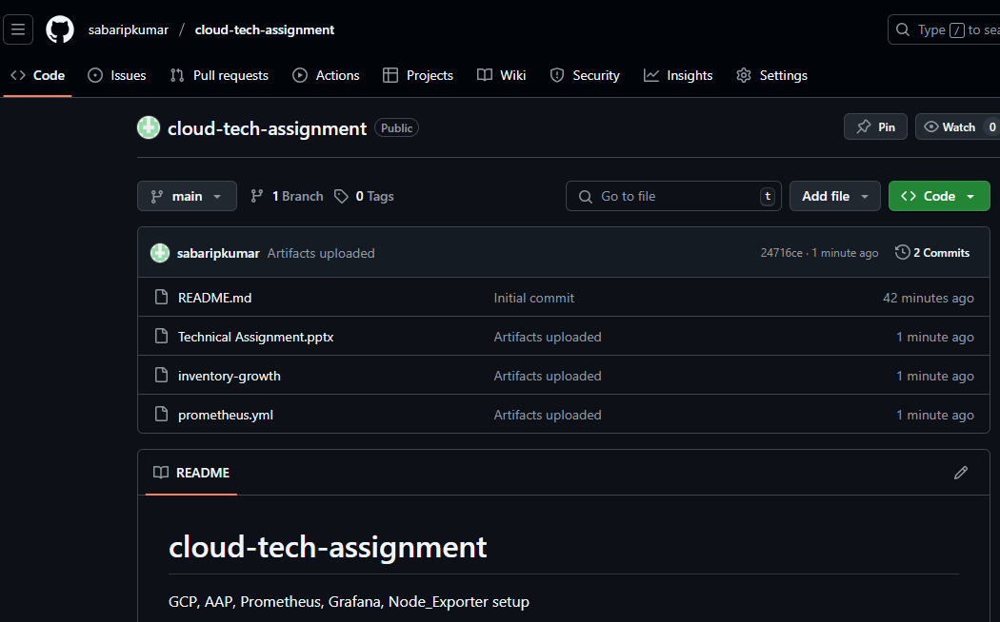 sabaripkumar / cloud-tech-assignment
Type / to sea
Code Issues Pull requests Actions Projects Wiki Security Insights Settings
cloud-tech-assignment Public Pin Watch 0
main 1 Branch 0 Tags Go to file t Add file Code
sabaripkumar Artifacts uploaded 24716ce · 1 minute ago 2 Commits
README.md Initial commit 42 minutes ago
Technical Assignment.pptx Artifacts uploaded 1 minute ago
inventory-growth Artifacts uploaded 1 minute ago
prometheus.yml Artifacts uploaded 1 minute ago
README
cloud-tech-assignment
GCP, AAP, Prometheus, Grafana, Node_Exporter setup